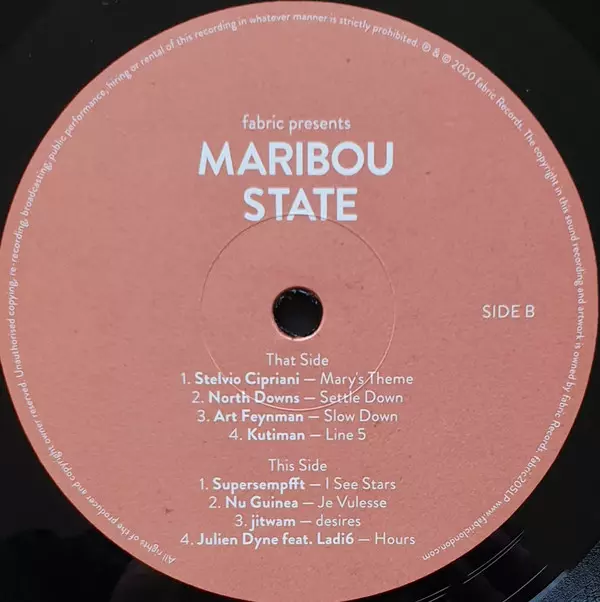 fabric presents
MARIBOU
STATE
SIDE B
That Side
1. Stelvio Cipriani — Mary's Theme
2. North Downs — Settle Down
3. Art Feynman — Slow Down
4. Kutiman — Line 5
This Side
1. Supersempfft — I See Stars
2. Nu Guinea — Je Vulesse
3. jitwam — desires
4. Julien Dyne feat. Ladi6 — Hours
All rights of the producer and copyright owner reserved. Unauthorised copying, re-recording, broadcasting, public performance, hiring or rental of this recording in whatever manner is strictly prohibited. ℗ & © 2020 fabric Records. The copyright in this sound recording and artwork is owned by fabric Records. fabric205LP www.fabriclondon.com